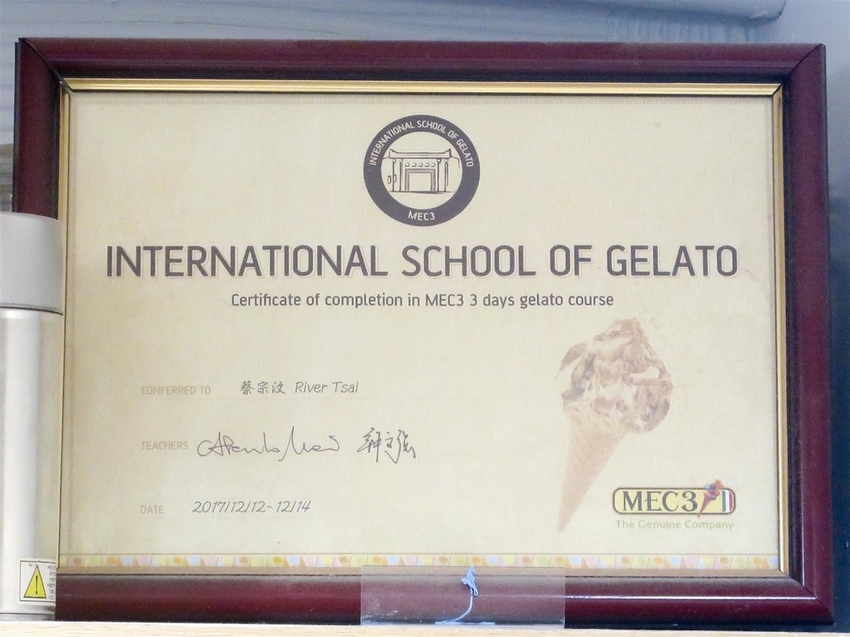 INTERNATIONAL SCHOOL OF GELATO
MEC3
INTERNATIONAL SCHOOL OF GELATO
Certificate of completion in MEC3 3 days gelato course
CONFERRED TO 蔡宗波 River Tsai
TEACHERS
DATE 2017/12/12~12/14
MEC3
The Genuine Company